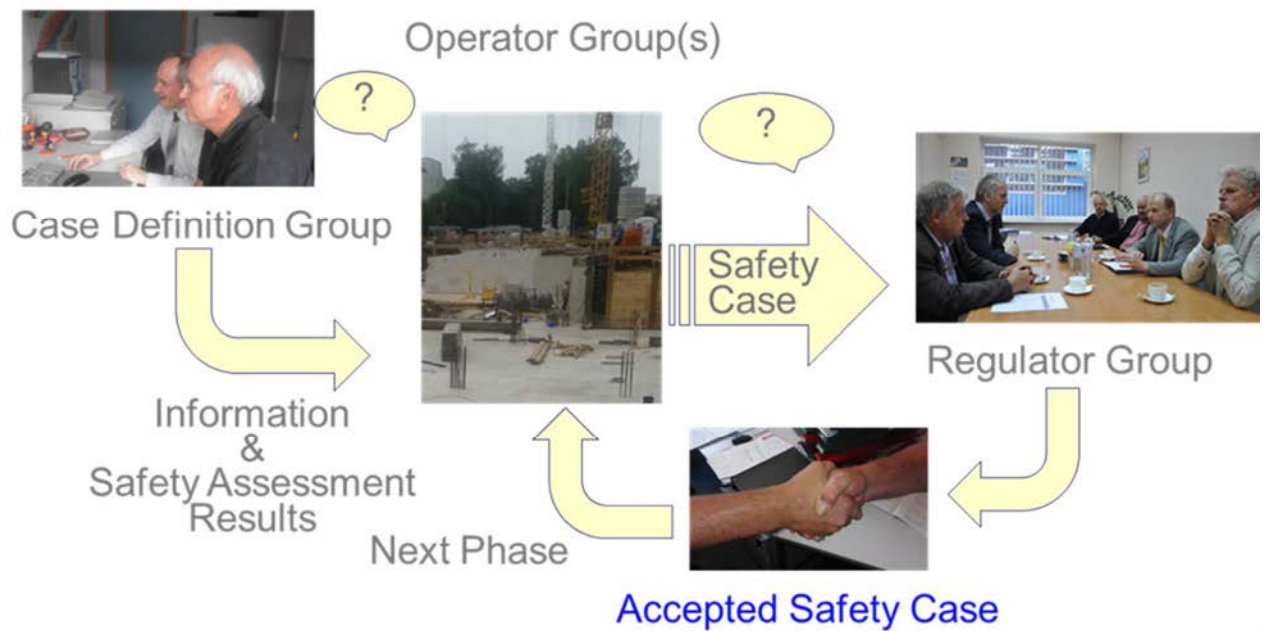 Operator Group(s)
?
?
Case Definition Group
Safety
Case
Regulator Group
Information
&
Safety Assessment
Results
Next Phase
Accepted Safety Case